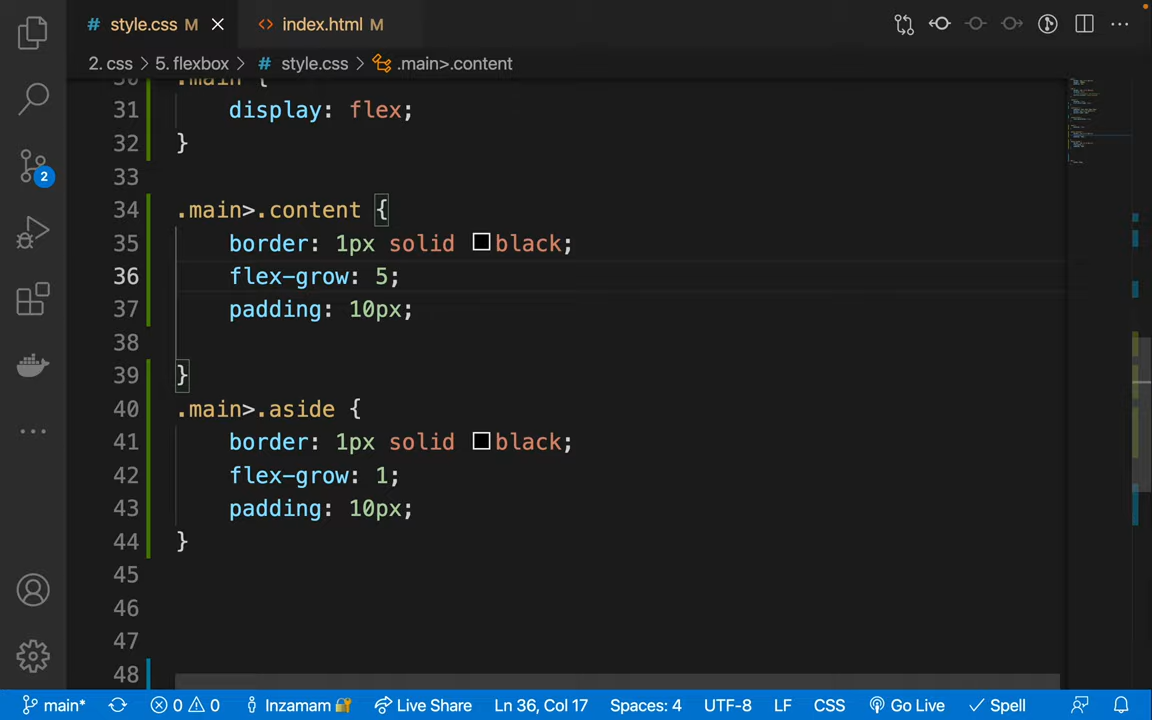 # style.css M × <> index.html M
2. css > 5. flexbox > # style.css > .main>.content
30 .main {
31 display: flex;
32 }
33
34 .main>.content {
35 border: 1px solid black;
36 flex-grow: 5;
37 padding: 10px;
38
39 }
40 .main>.aside {
41 border: 1px solid black;
42 flex-grow: 1;
43 padding: 10px;
44 }
45
46
47
48
2
main* 0 0 Inzamam Live Share Ln 36, Col 17 Spaces: 4 UTF-8 LF CSS Go Live Spell